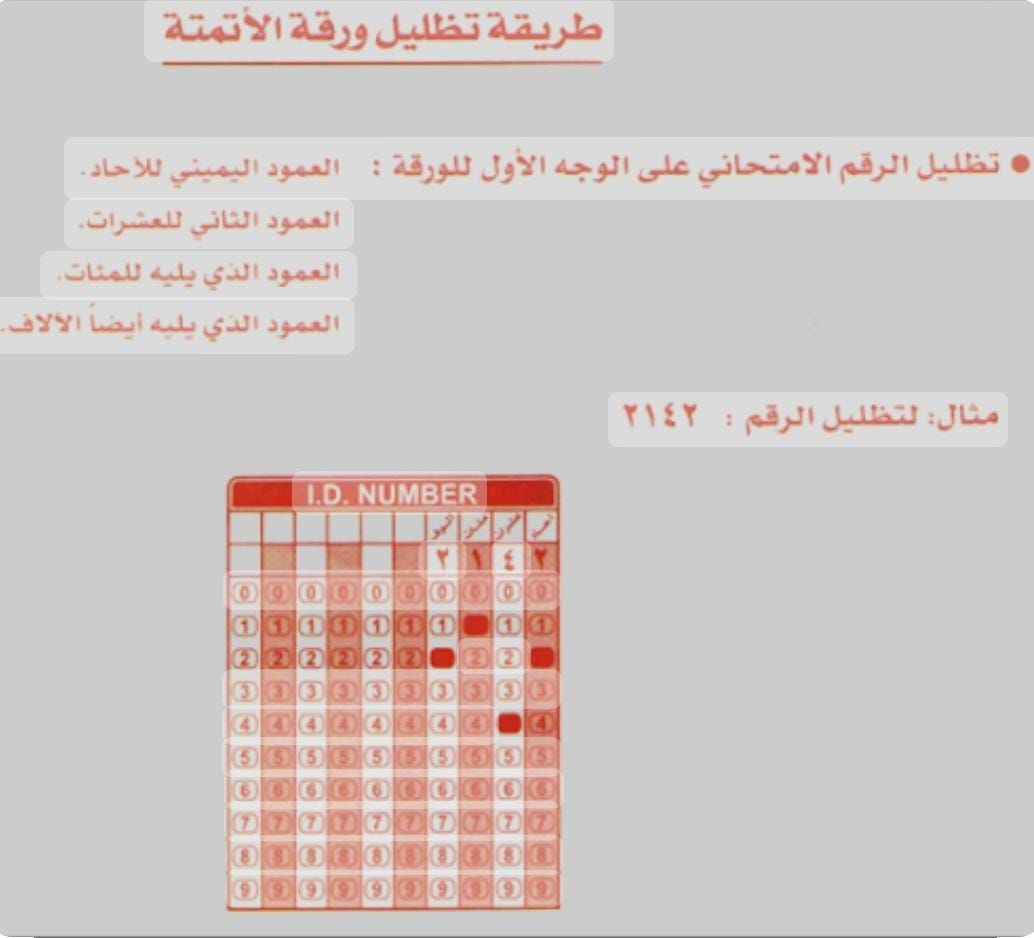 طريقة تظليل ورقة الأتمتة
● تظليل الرقم الامتحاني على الوجه الأول للورقة : العمود اليميني للآحاد.
العمود الثاني للعشرات.
العمود الذي يليه للمئات.
العمود الذي يليه أيضاً الآلاف.
مثال: لتظليل الرقم : ٢١٤٢
I.D. NUMBER
آحاد عشرات مئات ألوف
٢ ١ ٤ ٢
0 0 0 0 0 0 0 0 0 0
1 1 1 1 1 1 1 1 1
2 2 2 2 2 2 2 2
3 3 3 3 3 3 3 3 3 3
4 4 4 4 4 4 4 4 4
5 5 5 5 5 5 5 5 5 5
6 6 6 6 6 6 6 6 6 6
7 7 7 7 7 7 7 7 7 7
8 8 8 8 8 8 8 8 8 8
9 9 9 9 9 9 9 9 9 9